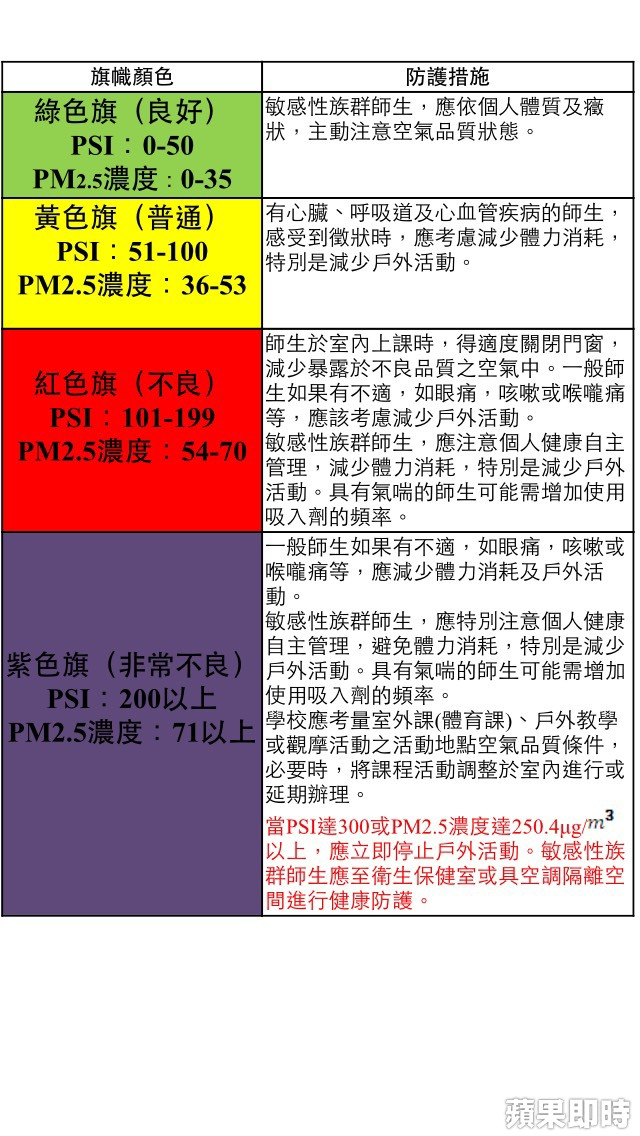 旗幟顏色
防護措施
綠色旗（良好）
PSI：0-50
PM2.5濃度：0-35
敏感性族群師生，應依個人體質及癥
狀，主動注意空氣品質狀態。
黃色旗（普通）
PSI：51-100
PM2.5濃度：36-53
有心臟、呼吸道及心血管疾病的師生，
感受到徵狀時，應考慮減少體力消耗，
特別是減少戶外活動。
紅色旗（不良）
PSI：101-199
PM2.5濃度：54-70
師生於室內上課時，得適度關閉門窗，
減少暴露於不良品質之空氣中。一般師
生如果有不適，如眼痛，咳嗽或喉嚨痛
等，應該考慮減少戶外活動。
敏感性族群師生，應注意個人健康自主
管理，減少體力消耗，特別是減少戶外
活動。具有氣喘的師生可能需增加使用
吸入劑的頻率。
紫色旗（非常不良）
PSI：200以上
PM2.5濃度：71以上
一般師生如果有不適，如眼痛，咳嗽或
喉嚨痛等，應減少體力消耗及戶外活
動。
敏感性族群師生，應特別注意個人健康
自主管理，避免體力消耗，特別是減少
戶外活動。具有氣喘的師生可能需增加
使用吸入劑的頻率。
學校應考量室外課(體育課)、戶外教學
或觀摩活動之活動地點空氣品質條件，
必要時，將課程活動調整於室內進行或
延期辦理。
當PSI達300或PM2.5濃度達250.4μg/m³
以上，應立即停止戶外活動。敏感性族
群師生應至衛生保健室或具空調隔離空
間進行健康防護。
蘋果即時